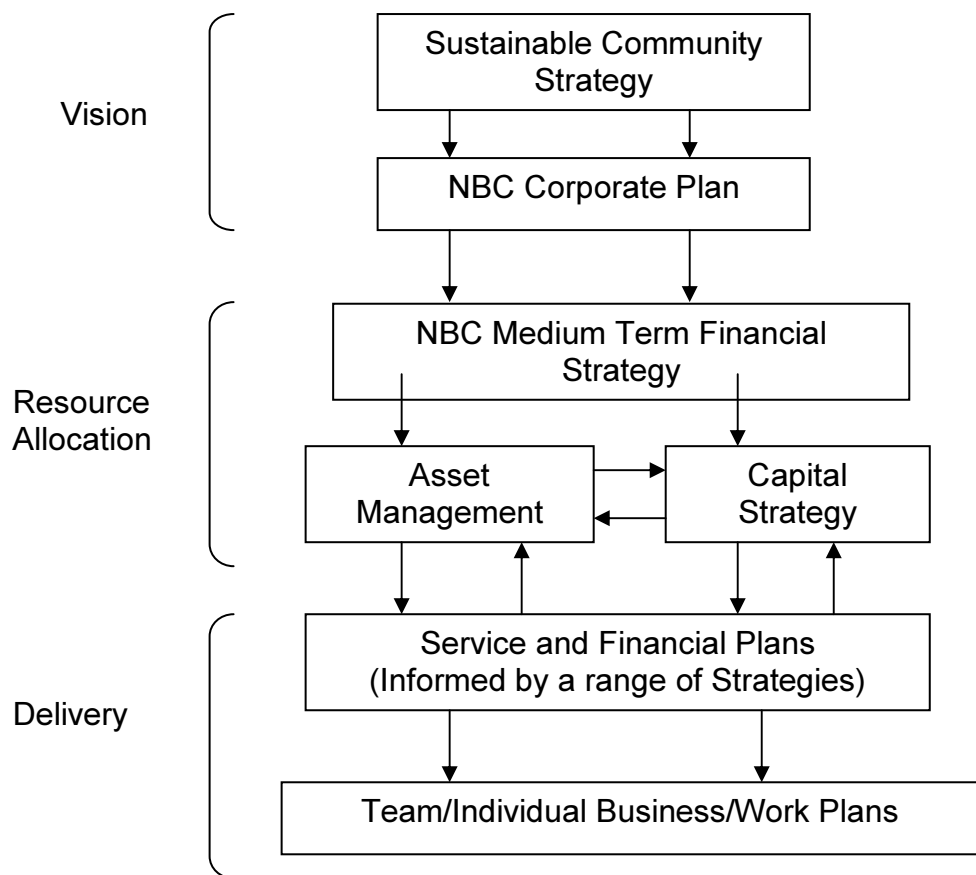 Sustainable Community
Strategy
Vision
NBC Corporate Plan
NBC Medium Term Financial
Strategy
Resource
Allocation
Asset
Management
Capital
Strategy
Service and Financial Plans
(Informed by a range of Strategies)
Delivery
Team/Individual Business/Work Plans